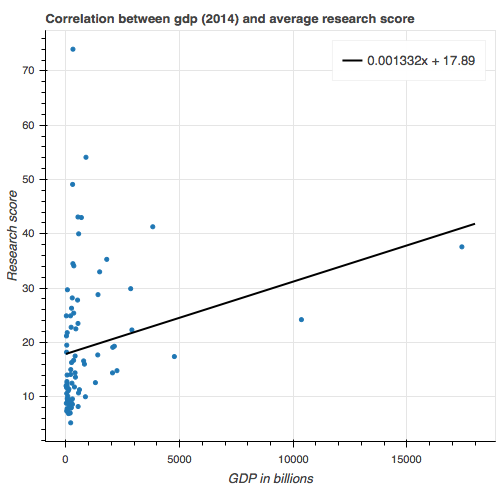 Correlation between gdp (2014) and average research score
0.001332x + 17.89
Research score
70
60
50
40
30
20
10
0
5000
10000
15000
GDP in billions